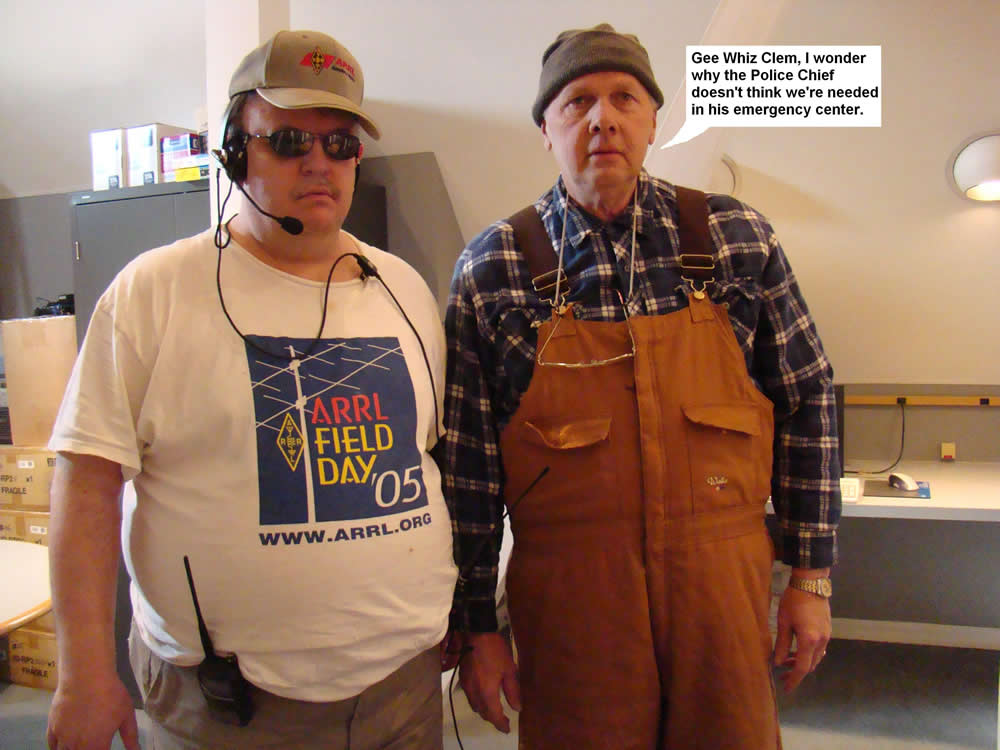 Gee Whiz Clem, I wonder
why the Police Chief
doesn't think we're needed
in his emergency center.
ARRL
ARRL
FIELD
DAY
'05
WWW.ARRL.ORG
FRAGILE
FRAGILE